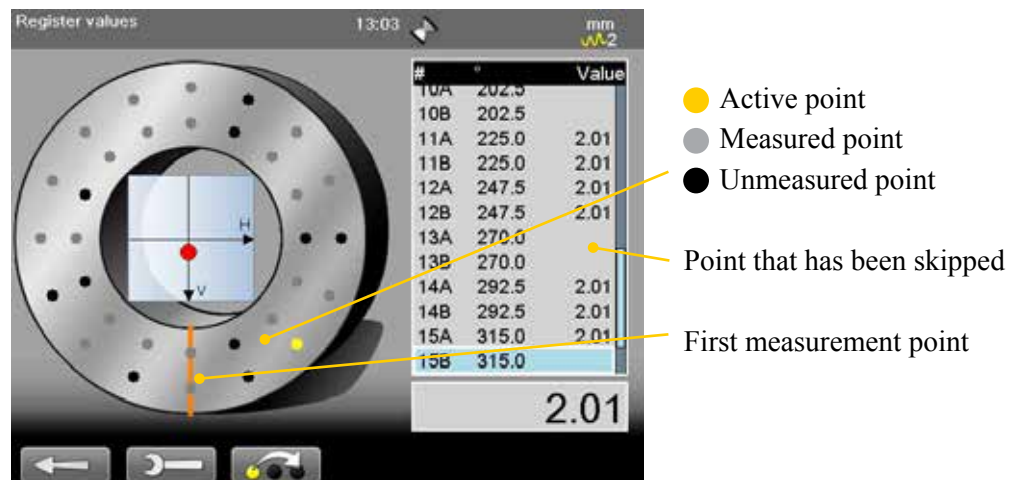 Register values 13:03 mm
2
# ° Value
10A 202.5
10B 202.5
11A 225.0 2.01
11B 225.0 2.01
12A 247.5 2.01
12B 247.5 2.01
13A 270.0
13B 270.0
14A 292.5 2.01
14B 292.5 2.01
15A 315.0 2.01
15B 315.0
2.01
H
V
Active point
Measured point
Unmeasured point
Point that has been skipped
First measurement point